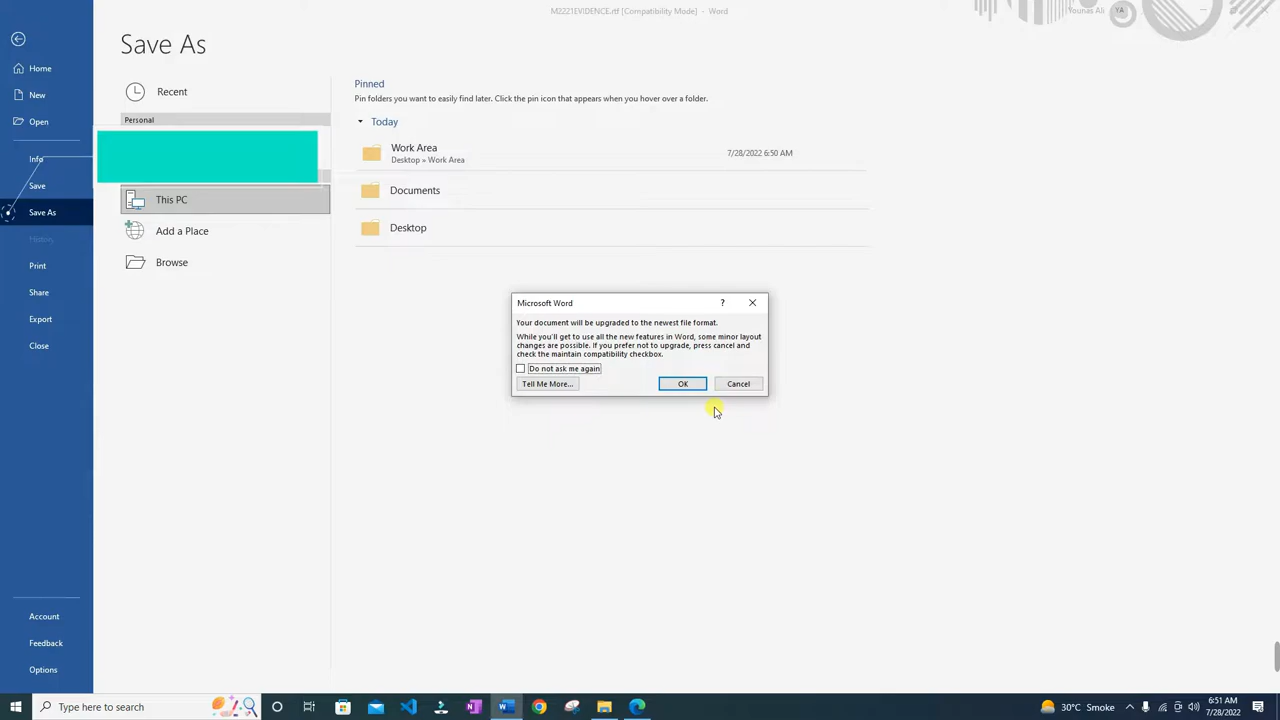 M2221EVIDENCE.rtf [Compatibility Mode] - Word
Younas Ali
YA
Save As
Home
New
Open
Info
Save
Save As
History
Print
Share
Export
Close
Account
Feedback
Options
Recent
Personal
This PC
Add a Place
Browse
Pinned
Pin folders you want to easily find later. Click the pin icon that appears when you hover over a folder.
Today
Work Area
Desktop » Work Area
7/28/2022 6:50 AM
Documents
Desktop
Microsoft Word
?
Your document will be upgraded to the newest file format.
While you'll get to use all the new features in Word, some minor layout
changes are possible. If you prefer not to upgrade, press cancel and
check the maintain compatibility checkbox.
Do not ask me again
Tell Me More...
OK
Cancel
Type here to search
30°C Smoke
6:51 AM
7/28/2022